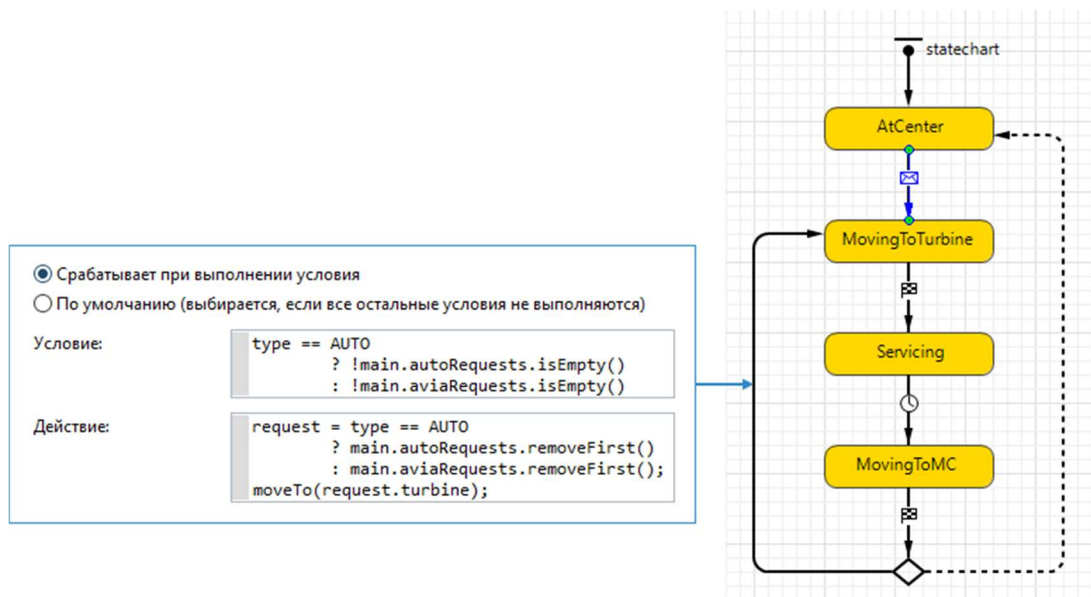 statechart
AtCenter
MovingToTurbine
Срабатывает при выполнении условия
По умолчанию (выбирается, если все остальные условия не выполняются)
Условие:
type == AUTO
? !main.autoRequests.isEmpty()
: !main.aviaRequests.isEmpty()
Действие:
request = type == AUTO
? main.autoRequests.removeFirst()
: main.aviaRequests.removeFirst();
moveTo(request.turbine);
Servicing
MovingToMC